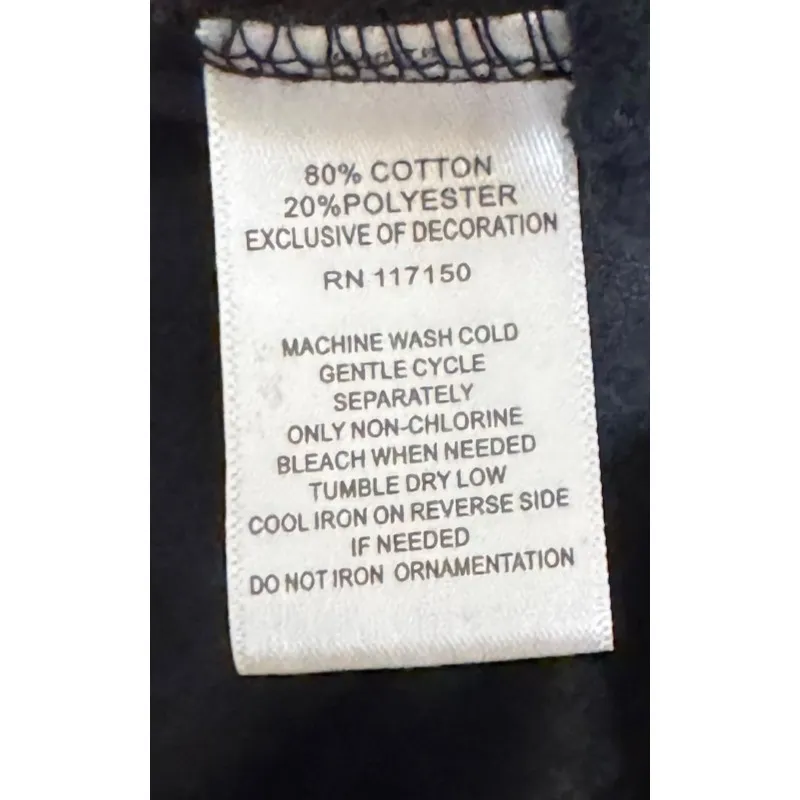 80% COTTON
20%POLYESTER
EXCLUSIVE OF DECORATION
RN 117150
MACHINE WASH COLD
GENTLE CYCLE
SEPARATELY
ONLY NON-CHLORINE
BLEACH WHEN NEEDED
TUMBLE DRY LOW
COOL IRON ON REVERSE SIDE
IF NEEDED
DO NOT IRON ORNAMENTATION